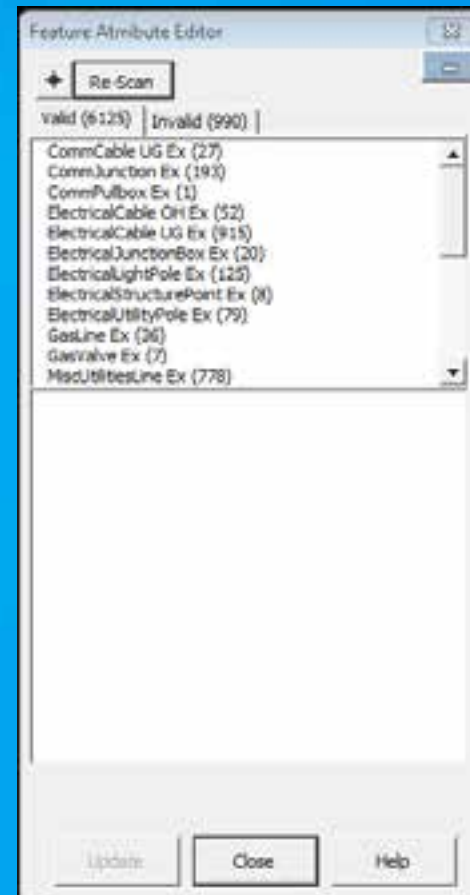 Feature Attribute Editor
Re-Scan
Valid (6125) Invalid (990)
CommCable UG Ex (27)
CommJunction Ex (193)
CommPullbox Ex (1)
ElectricalCable OH Ex (52)
ElectricalCable UG Ex (915)
ElectricalJunctionBox Ex (20)
ElectricalLightPole Ex (125)
ElectricalStructurePoint Ex (8)
ElectricalUtilityPole Ex (79)
GasLine Ex (36)
GasValve Ex (7)
MiscUtilitiesLine Ex (778)
Update Close Help